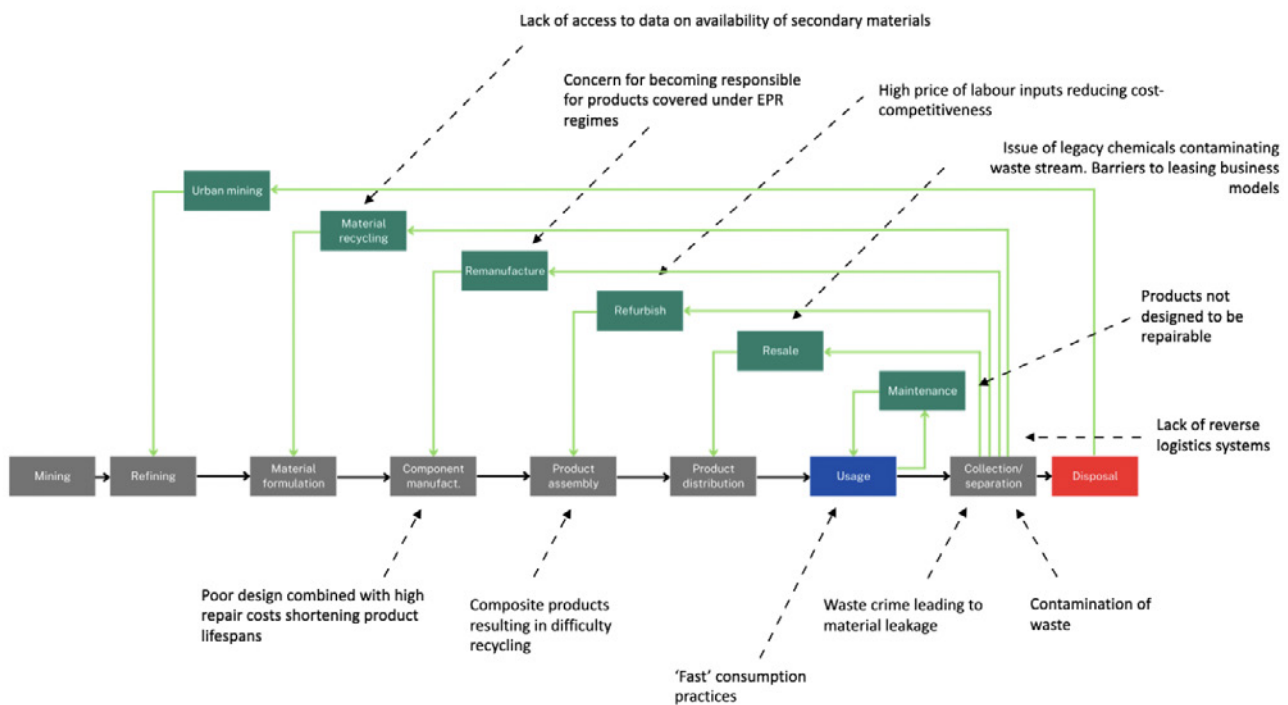 Lack of access to data on availability of secondary materials
Concern for becoming responsible
for products covered under EPR
regimes
High price of labour inputs reducing cost-
competitiveness
Issue of legacy chemicals contaminating
waste stream. Barriers to leasing business
models
Urban mining
Material
recycling
Remanufacture
Refurbish
Resale
Maintenance
Products not
designed to be
repairable
Lack of reverse
logistics systems
Mining
Refining
Material
formulation
Component
manufact.
Product
assembly
Product
distribution
Usage
Collection/
separation
Disposal
Poor design combined with high
repair costs shortening product
lifespans
Composite products
resulting in difficulty
recycling
‘Fast’ consumption
practices
Waste crime leading to
material leakage
Contamination of
waste